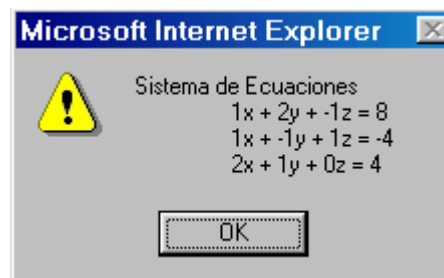 Microsoft Internet Explorer
Sistema de Ecuaciones
1x + 2y + -1z = 8
1x + -1y + 1z = -4
2x + 1y + 0z = 4
OK